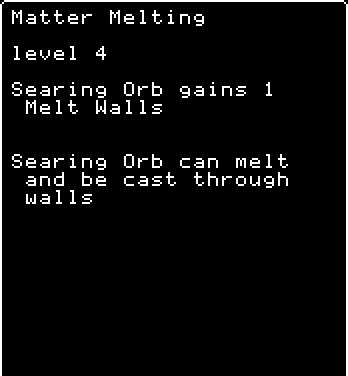 Matter Melting
level 4
Searing Orb gains 1
Melt Walls
Searing Orb can melt
and be cast through
walls